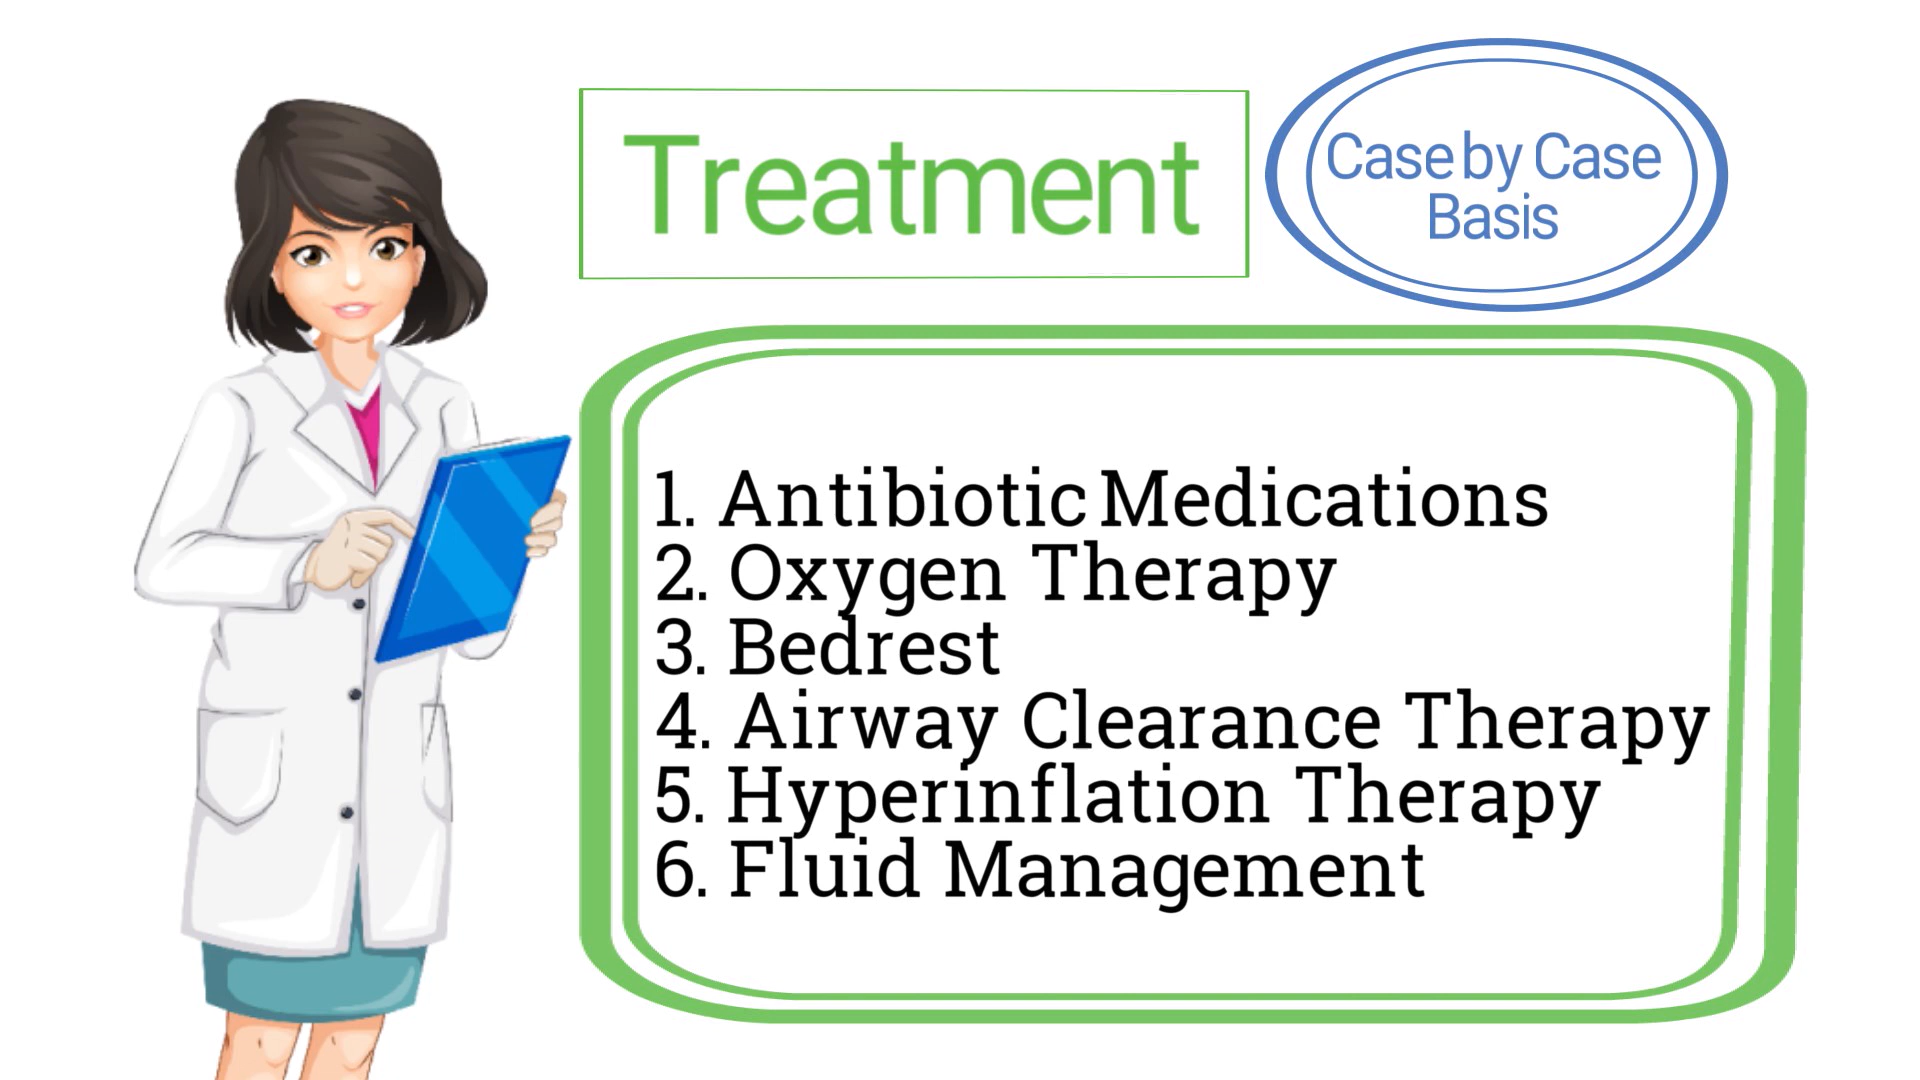 Treatment
Case by Case
Basis
1. Antibiotic Medications
2. Oxygen Therapy
3. Bedrest
4. Airway Clearance Therapy
5. Hyperinflation Therapy
6. Fluid Management